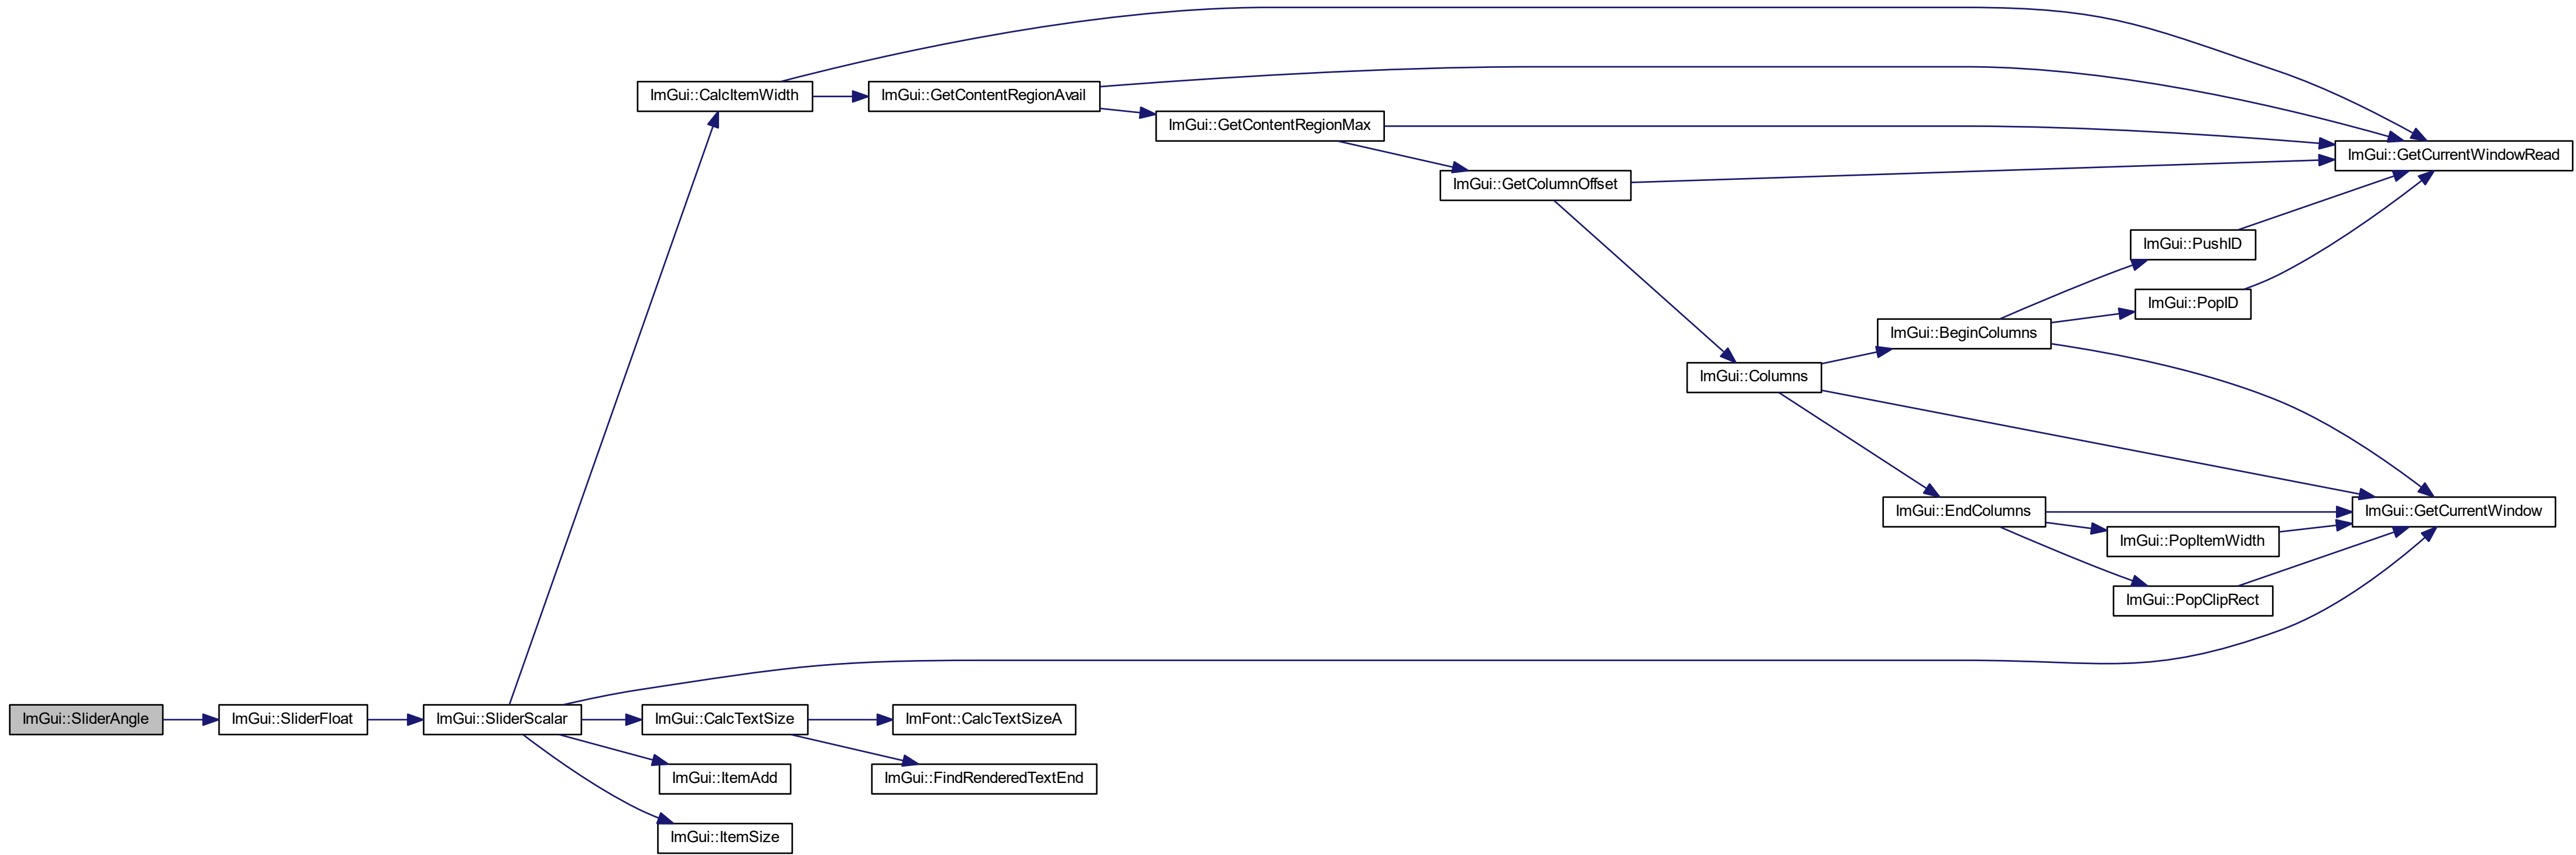 ImGui::CalcItemWidth
ImGui::GetContentRegionAvail
ImGui::GetContentRegionMax
ImGui::GetCurrentWindowRead
ImGui::GetColumnOffset
ImGui::PushID
ImGui::PopID
ImGui::BeginColumns
ImGui::Columns
ImGui::EndColumns
ImGui::GetCurrentWindow
ImGui::PopItemWidth
ImGui::PopClipRect
ImGui::SliderAngle
ImGui::SliderFloat
ImGui::SliderScalar
ImGui::CalcTextSize
ImFont::CalcTextSizeA
ImGui::ItemAdd
ImGui::FindRenderedTextEnd
ImGui::ItemSize